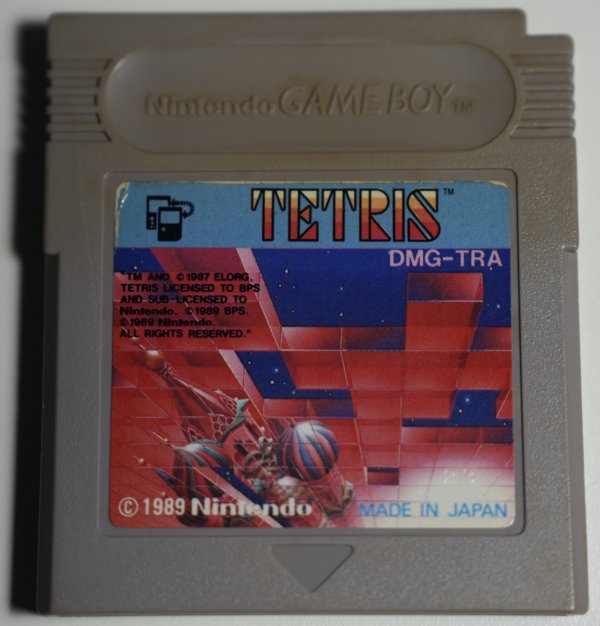 Nintendo GAME BOY TM
TETRIS™
DMG-TRA
"TM AND ©1987 ELORG.
TETRIS LICENSED TO BPS
AND SUB-LICENSED TO
Nintendo. ©1989 BPS.
©1989 Nintendo.
ALL RIGHTS RESERVED."
© 1989 Nintendo
MADE IN JAPAN